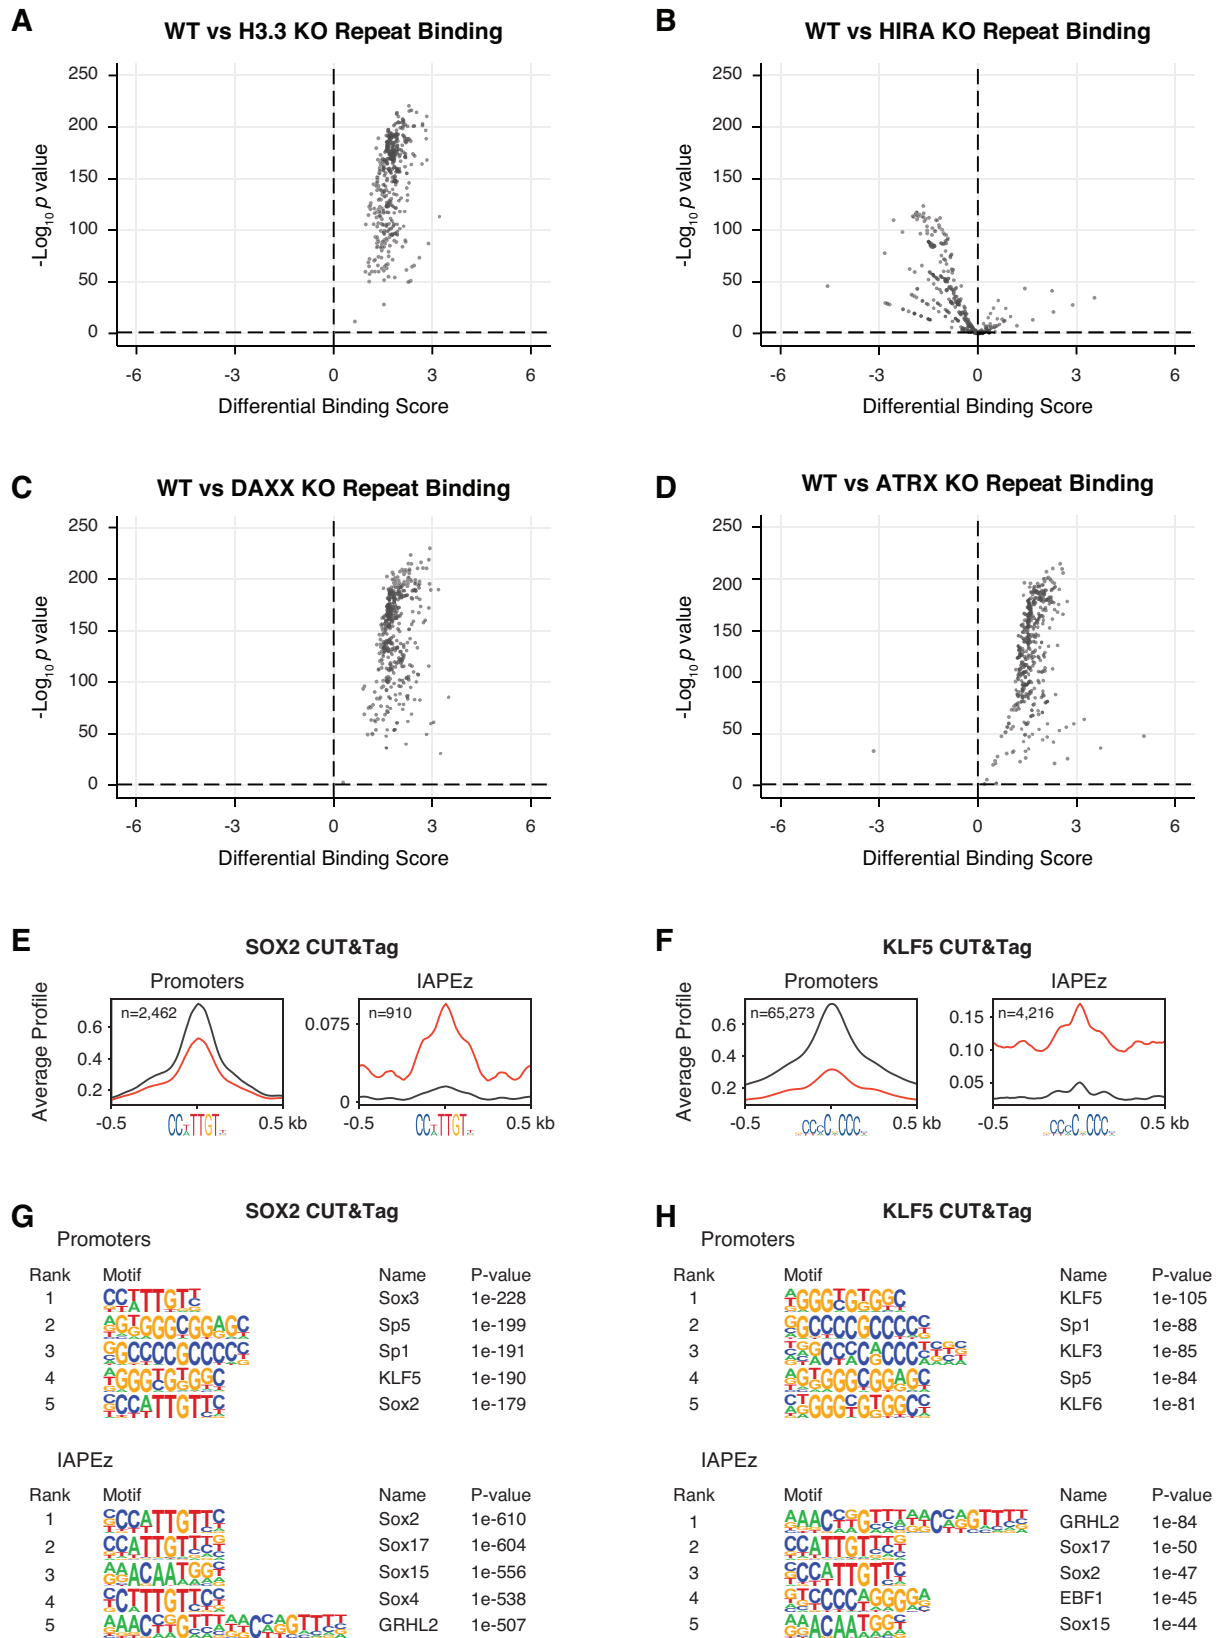 A
WT vs H3.3 KO Repeat Binding
250
200
150
100
50
0
-Log10 p value
-6 -3 0 3 6
Differential Binding Score
B
WT vs HIRA KO Repeat Binding
250
200
150
100
50
0
-Log10 p value
-6 -3 0 3 6
Differential Binding Score
C
WT vs DAXX KO Repeat Binding
250
200
150
100
50
0
-Log10 p value
-6 -3 0 3 6
Differential Binding Score
D
WT vs ATRX KO Repeat Binding
250
200
150
100
50
0
-Log10 p value
-6 -3 0 3 6
Differential Binding Score
E
SOX2 CUT&Tag
Average Profile
Promoters
n=2,462
0.6
0.4
0.2
-0.5 0.5 kb
IAPEz
n=910
0.075
0
-0.5 0.5 kb
F
KLF5 CUT&Tag
Average Profile
Promoters
n=65,273
0.6
0.4
0.2
-0.5 0.5 kb
IAPEz
n=4,216
0.15
0.10
0.05
-0.5 0.5 kb
G
SOX2 CUT&Tag
Promoters
Rank Motif Name P-value
1 Sox3 1e-228
2 Sp5 1e-199
3 Sp1 1e-191
4 KLF5 1e-190
5 Sox2 1e-179
IAPEz
Rank Motif Name P-value
1 Sox2 1e-610
2 Sox17 1e-604
3 Sox15 1e-556
4 Sox4 1e-538
5 GRHL2 1e-507
H
KLF5 CUT&Tag
Promoters
Rank Motif Name P-value
1 KLF5 1e-105
2 Sp1 1e-88
3 KLF3 1e-85
4 Sp5 1e-84
5 KLF6 1e-81
IAPEz
Rank Motif Name P-value
1 GRHL2 1e-84
2 Sox17 1e-50
3 Sox2 1e-47
4 EBF1 1e-45
5 Sox15 1e-44